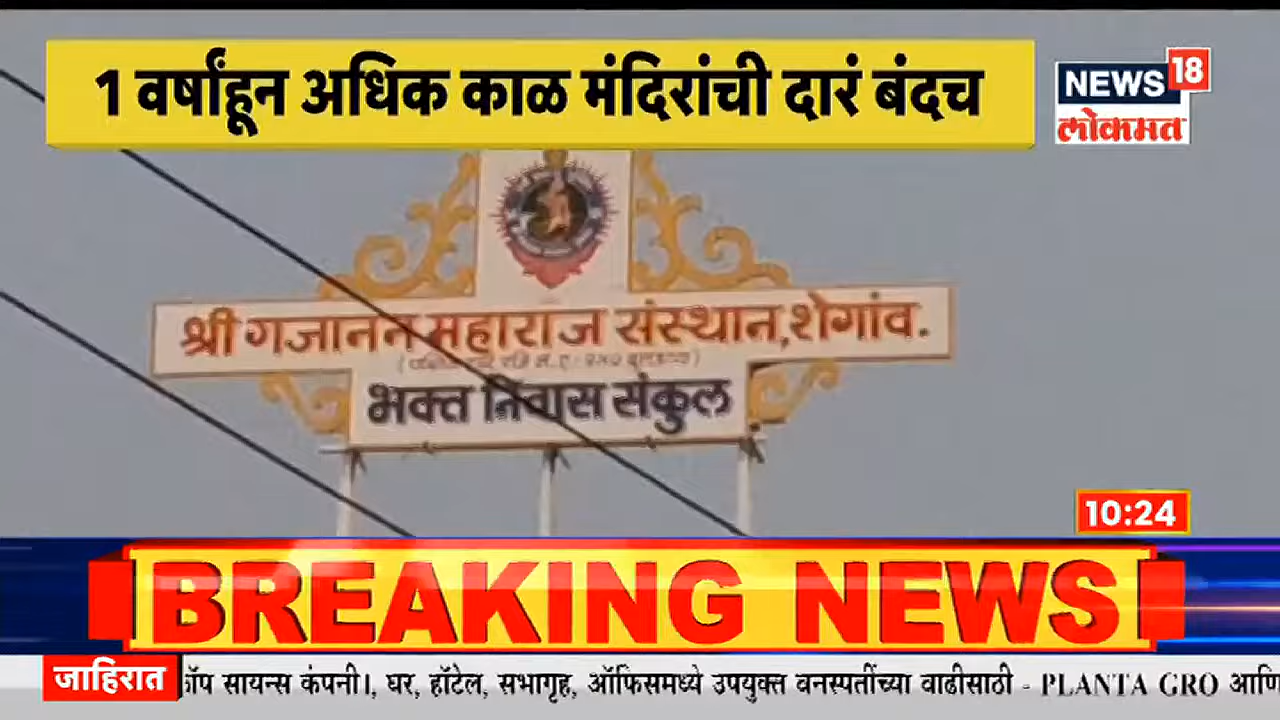 1 वर्षांहून अधिक काळ मंदिरांची दारं बंदच
NEWS 18
लोकमत
श्री गजानन महाराज संस्थान, शेगांव.
भक्त निवास संकुल
10:24
BREAKING NEWS
जाहिरात
कॉप सायन्स कंपनी।, घर, हॉटेल, सभागृह, ऑफिसमध्ये उपयुक्त वनस्पतींच्या वाढीसाठी - PLANTA GRO आणि